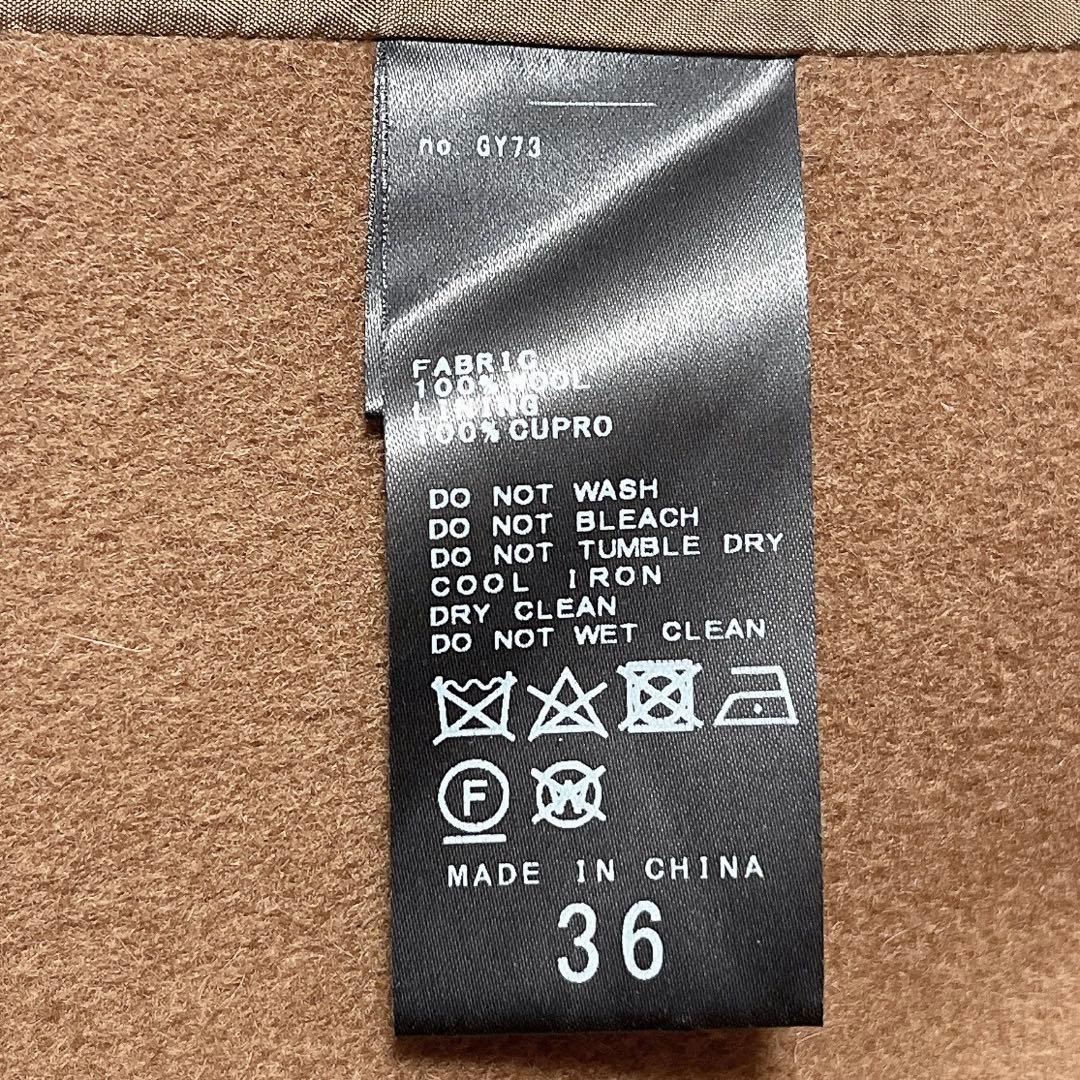 no. GY73
FABRIC
100% WOOL
LINING
100% CUPRO
DO NOT WASH
DO NOT BLEACH
DO NOT TUMBLE DRY
COOL IRON
DRY CLEAN
DO NOT WET CLEAN
F W
MADE IN CHINA
36